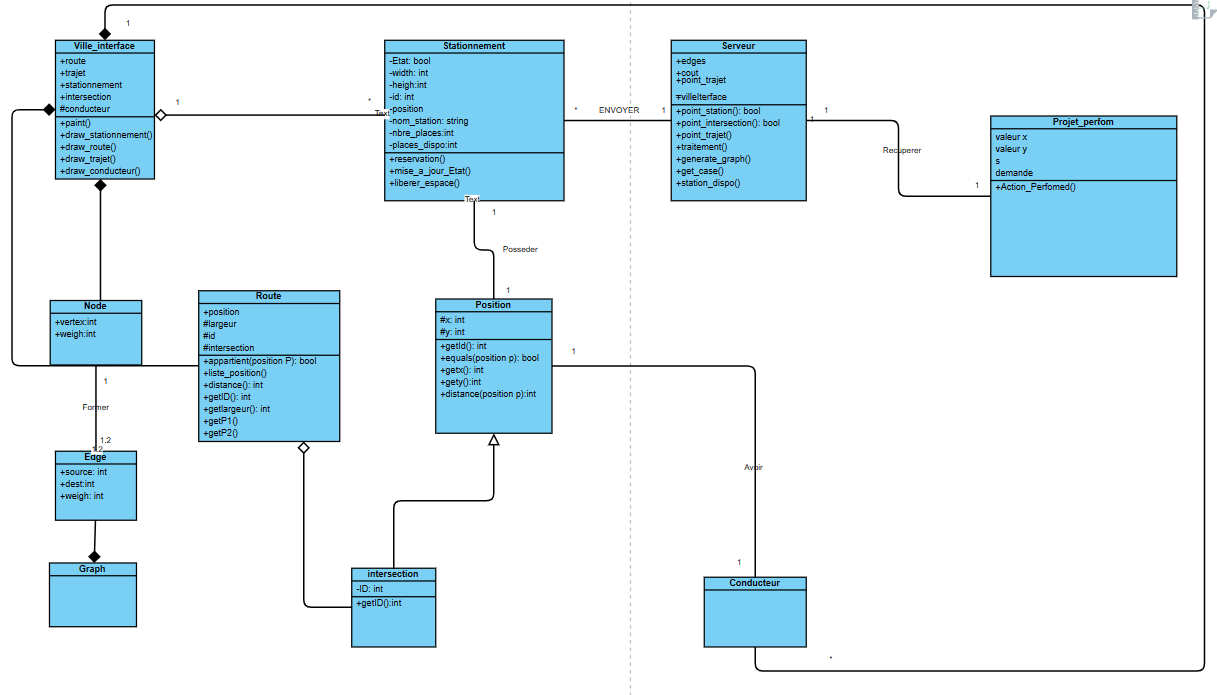 1
Ville_interface
+route
+trajet
+stationnement
+intersection
#conducteur
+paint()
+draw_stationnement()
+draw_route()
+draw_trajet()
+draw_conducteur()
1
*
Text
Stationnement
-Etat: bool
-width: int
-heigh:int
-id: int
-position
-nom_station: string
-nbre_places:int
-places_dispo:int
+reservation()
+mise_a_jour_Etat()
+liberer_espace()
*
ENVOYER
1
Serveur
+edges
+cout
+point_trajet
+villeIterface
+point_station(): bool
+point_intersection(): bool
+point_trajet()
+traitement()
+generate_graph()
+get_case()
+station_dispo()
1
1
Recuperer
1
Projet_perfom
valeur x
valeur y
s
demande
+Action_Perfomed()
Text
1
Posseder
1
Node
+vertex:int
+weigh:int
Route
+position
#largeur
#id
#intersection
+appartient(position P): bool
+liste_position()
+distance(): int
+getID(): int
+getlargeur(): int
+getP1()
+getP2()
Position
#x: int
#y: int
+getId(): int
+equals(position p): bool
+getx(): int
+gety():int
+distance(position p):int
1
1
Former
1.2
1.2
Edge
+source: int
+dest:int
+weigh: int
Avoir
Graph
intersection
-ID: int
+getID():int
1
Conducteur
*